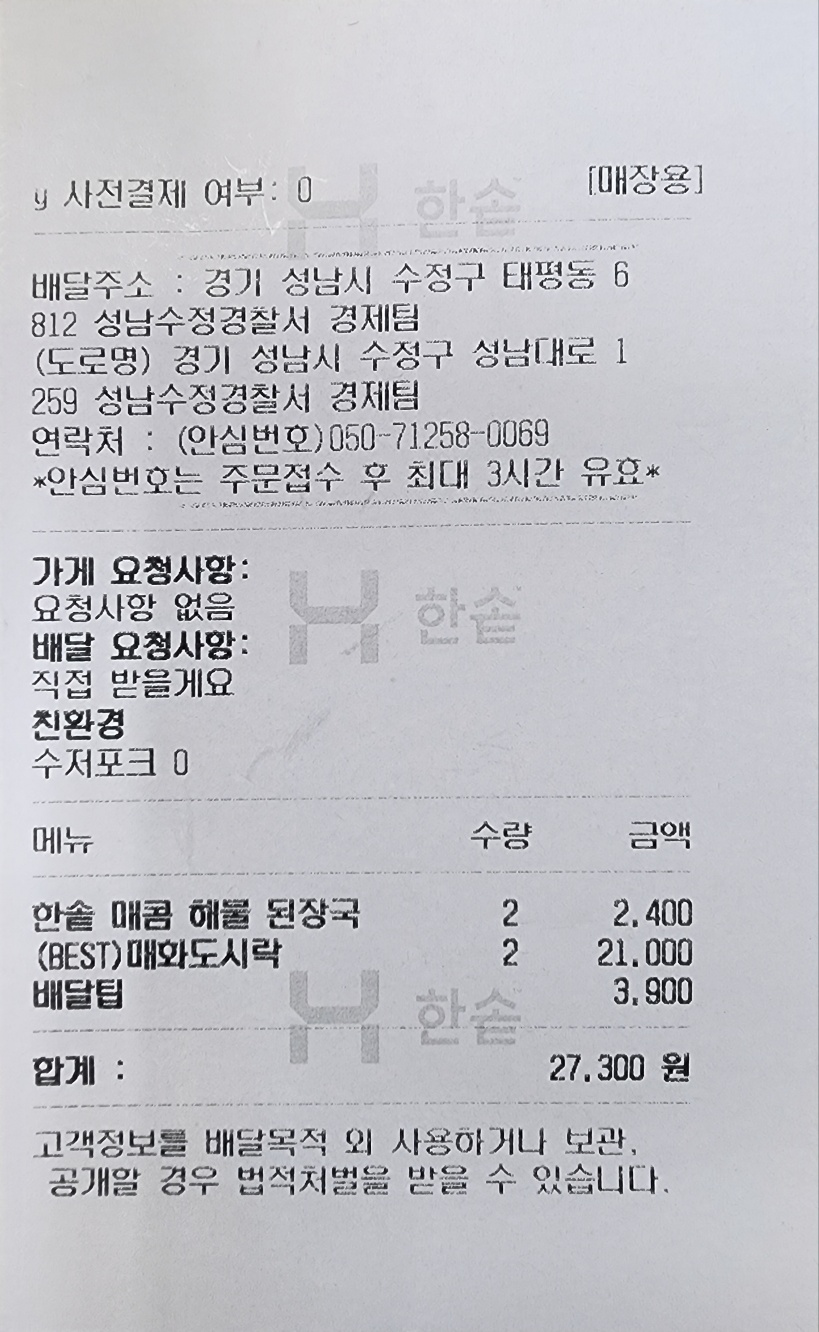 y 사전결제 여부: O [매장용]
배달주소 : 경기 성남시 수정구 태평동 6
812 성남수정경찰서 경제팀
(도로명) 경기 성남시 수정구 성남대로 1
259 성남수정경찰서 경제팀
연락처 : (안심번호)050-71258-0069
*안심번호는 주문접수 후 최대 3시간 유효*
가게 요청사항:
요청사항 없음
배달 요청사항:
직접 받을게요
친환경
수저포크 O
메뉴 수량 금액
한솥 매콤 해물 된장국 2 2,400
(BEST)매화도시락 2 21,000
배달팁 3,900
합계 : 27,300 원
고객정보를 배달목적 외 사용하거나 보관,
공개할 경우 법적처벌을 받을 수 있습니다.
한솥
한솥
한솥